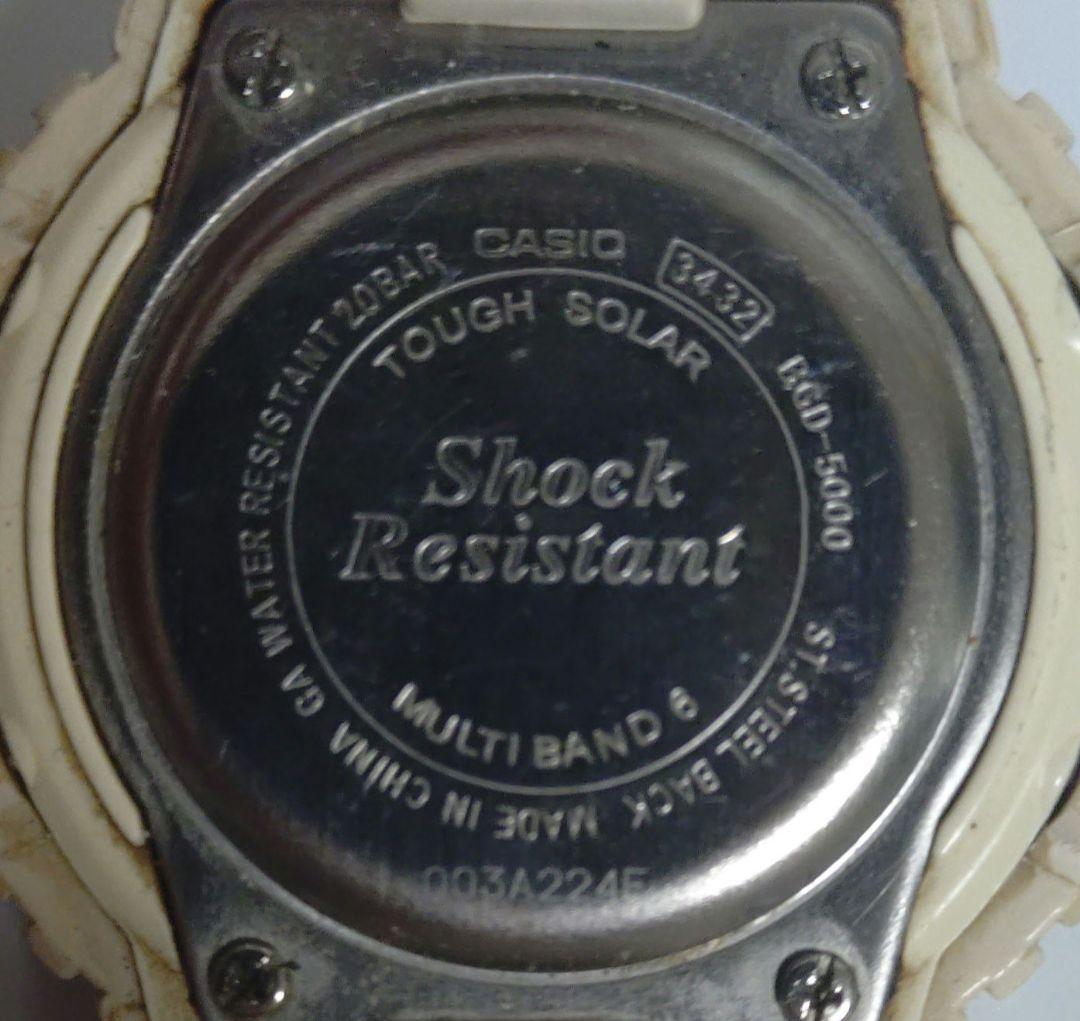 CASIO
3432
BGD-5000
ST.STEEL BACK MADE IN CHINA GA WATER RESISTANT 20BAR
TOUGH SOLAR
Shock
Resistant
MULTI BAND 6
003A224F